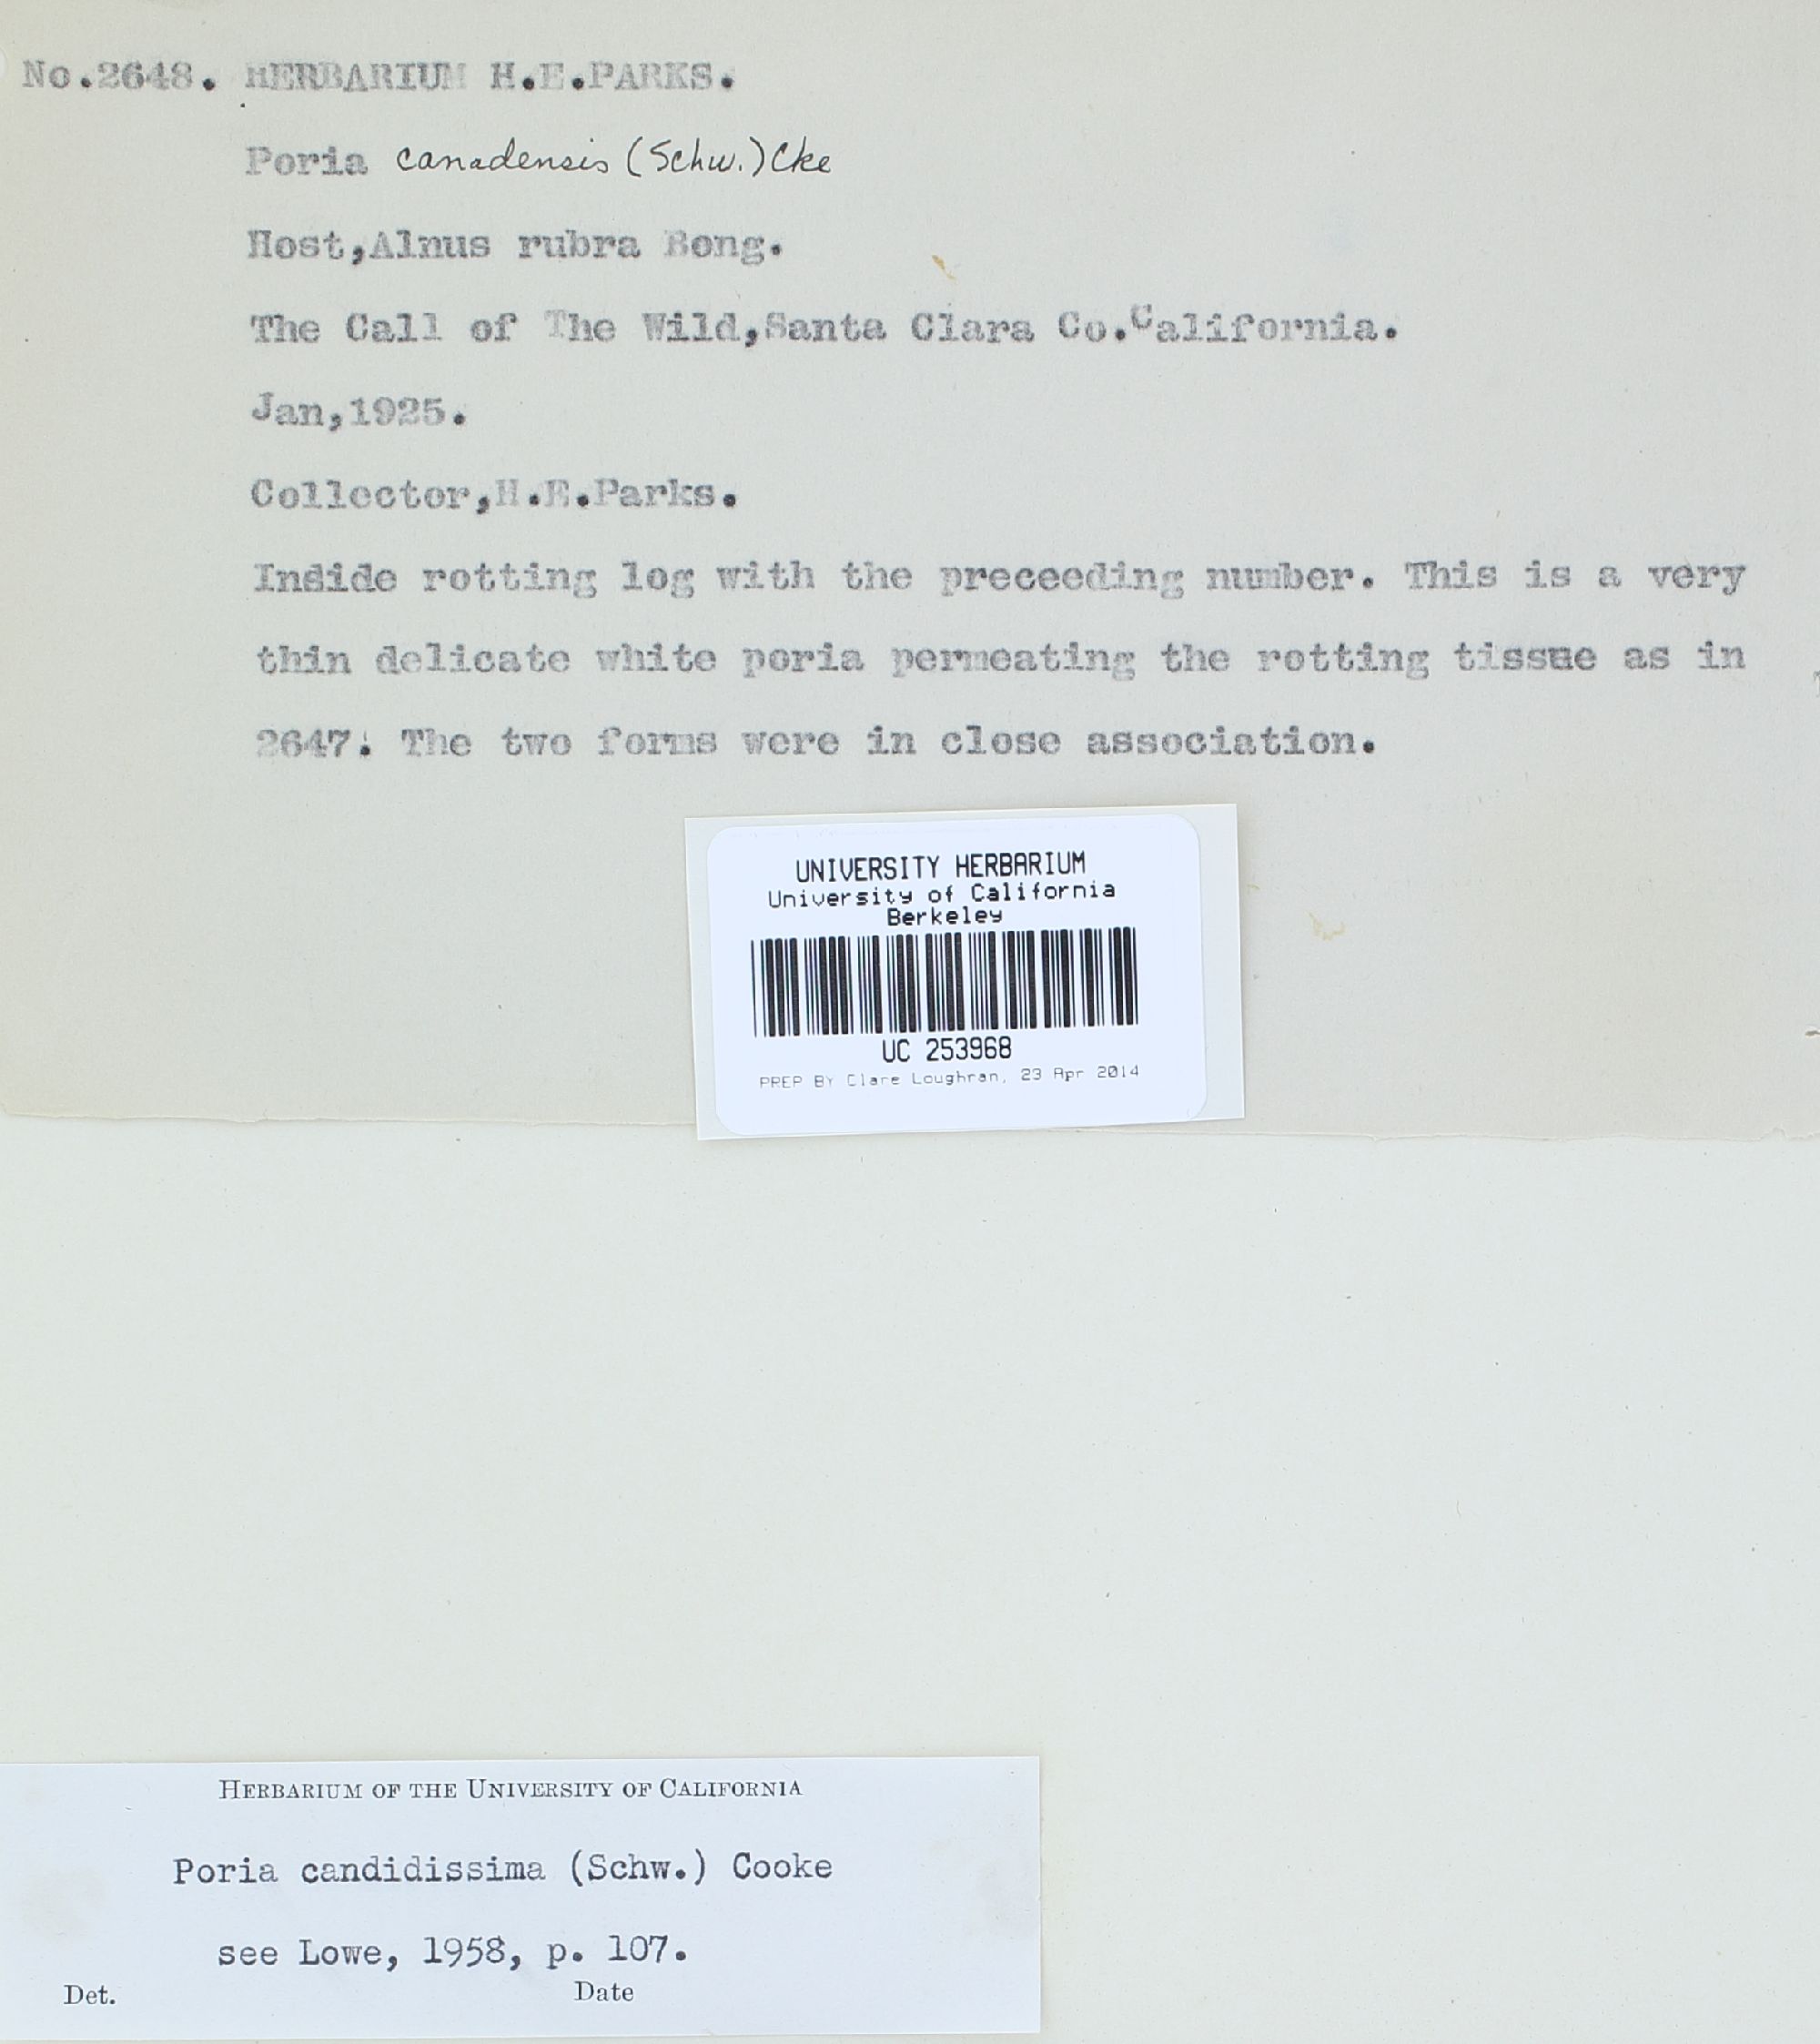 No.2648. HERBARIUM H.E.PARKS.
Poria canadensis (Schw.) Cke
Host,Alnus rubra Bong.
The Call of The Wild,Santa Clara Co.California.
Jan,1925.
Collector,H.E.Parks.
Inside rotting log with the preceeding number. This is a very
thin delicate white poria permeating the rotting tissue as in
2647. The two forms were in close association.
UNIVERSITY HERBARIUM
University of California
Berkeley
UC 253968
PREP BY Clare Loughran, 23 Apr 2014
HERBARIUM OF THE UNIVERSITY OF CALIFORNIA
Poria candidissima (Schw.) Cooke
see Lowe, 1958, p. 107.
Det. Date